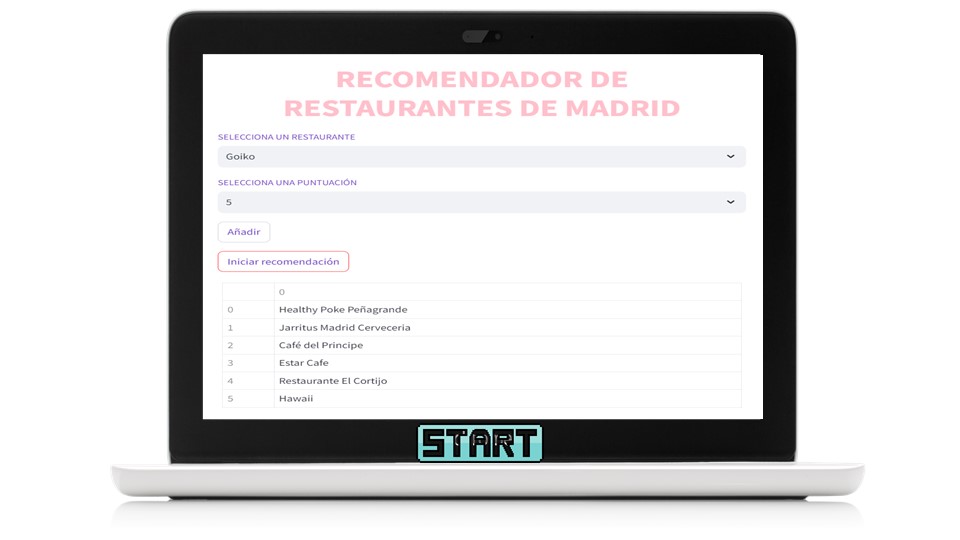 RECOMENDADOR DE
RESTAURANTES DE MADRID
SELECCIONA UN RESTAURANTE
Goiko
SELECCIONA UNA PUNTUACIÓN
5
Añadir
Iniciar recomendación
0
0 Healthy Poke Peñagrande
1 Jarritus Madrid Cerveceria
2 Café del Principe
3 Estar Cafe
4 Restaurante El Cortijo
5 Hawaii
START